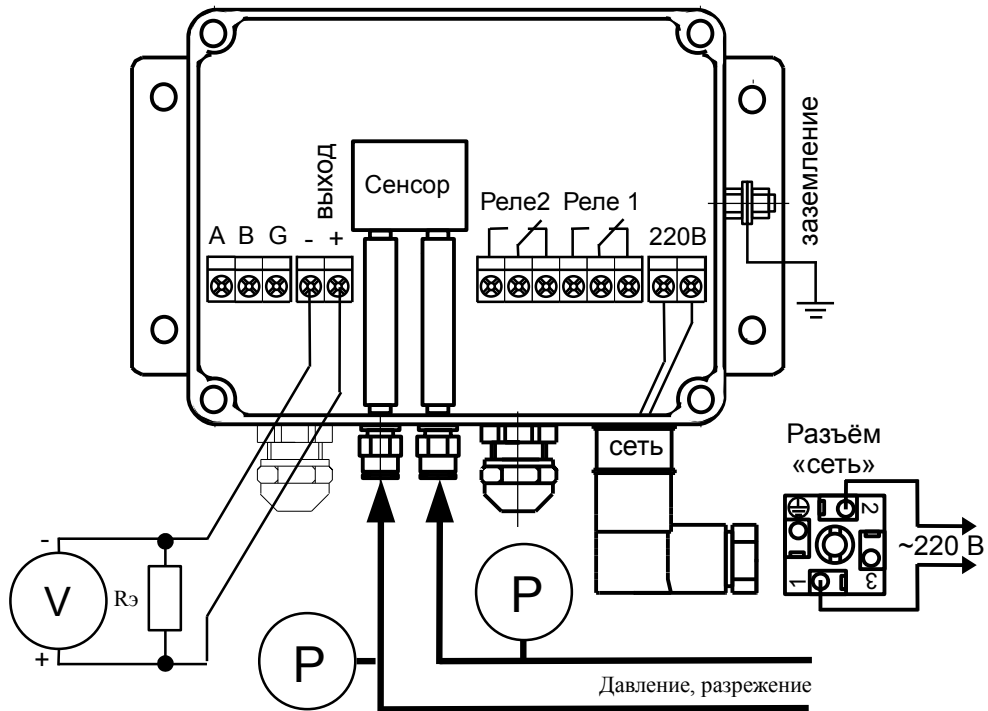 заземление
выход
Сенсор
Реле2 Реле 1
A B G - +
220В
сеть
Разъём
«сеть»
2
~220 В
1
3
-
V
Rэ
+
P
P
Давление, разрежение